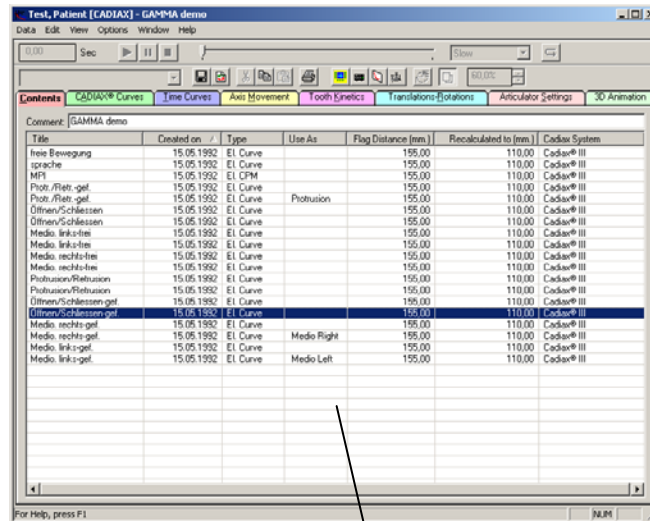 Test, Patient [CADIAX] - GAMMA demo
Data Edit View Options Window Help
0,00 Sec Slow
60,0%
Contents CADIAX® Curves Time Curves Axis Movement Tooth Kinetics Translations-Rotations Articulator Settings 3D Animation
Comment: GAMMA demo
Title Created on / Type Use As Flag Distance (mm.) Recalculated to (mm.) Cadiax System
freie Bewegung 15.05.1992 El. Curve 155,00 110,00 Cadiax® III
sprache 15.05.1992 El. Curve 155,00 110,00 Cadiax® III
MPI 15.05.1992 El. CPM 155,00 110,00 Cadiax® III
Protr./Retr.-gef. 15.05.1992 El. Curve 155,00 110,00 Cadiax® III
Protr./Retr.-gef. 15.05.1992 El. Curve Protrusion 155,00 110,00 Cadiax® III
Öffnen/Schliessen 15.05.1992 El. Curve 155,00 110,00 Cadiax® III
Öffnen/Schliessen 15.05.1992 El. Curve 155,00 110,00 Cadiax® III
Medio. links-frei 15.05.1992 El. Curve 155,00 110,00 Cadiax® III
Medio. links-frei 15.05.1992 El. Curve 155,00 110,00 Cadiax® III
Medio. rechts-frei 15.05.1992 El. Curve 155,00 110,00 Cadiax® III
Medio. rechts-frei 15.05.1992 El. Curve 155,00 110,00 Cadiax® III
Protrusion/Retrusion 15.05.1992 El. Curve 155,00 110,00 Cadiax® III
Protrusion/Retrusion 15.05.1992 El. Curve 155,00 110,00 Cadiax® III
Öffnen/Schliessen-gef. 15.05.1992 El. Curve 155,00 110,00 Cadiax® III
Öffnen/Schliessen-gef. 15.05.1992 El. Curve 155,00 110,00 Cadiax® III
Medio. rechts-gef. 15.05.1992 El. Curve 155,00 110,00 Cadiax® III
Medio. rechts-gef. 15.05.1992 El. Curve Medio Right 155,00 110,00 Cadiax® III
Medio. links-gef. 15.05.1992 El. Curve 155,00 110,00 Cadiax® III
Medio. links-gef. 15.05.1992 El. Curve Medio Left 155,00 110,00 Cadiax® III
For Help, press F1 NUM